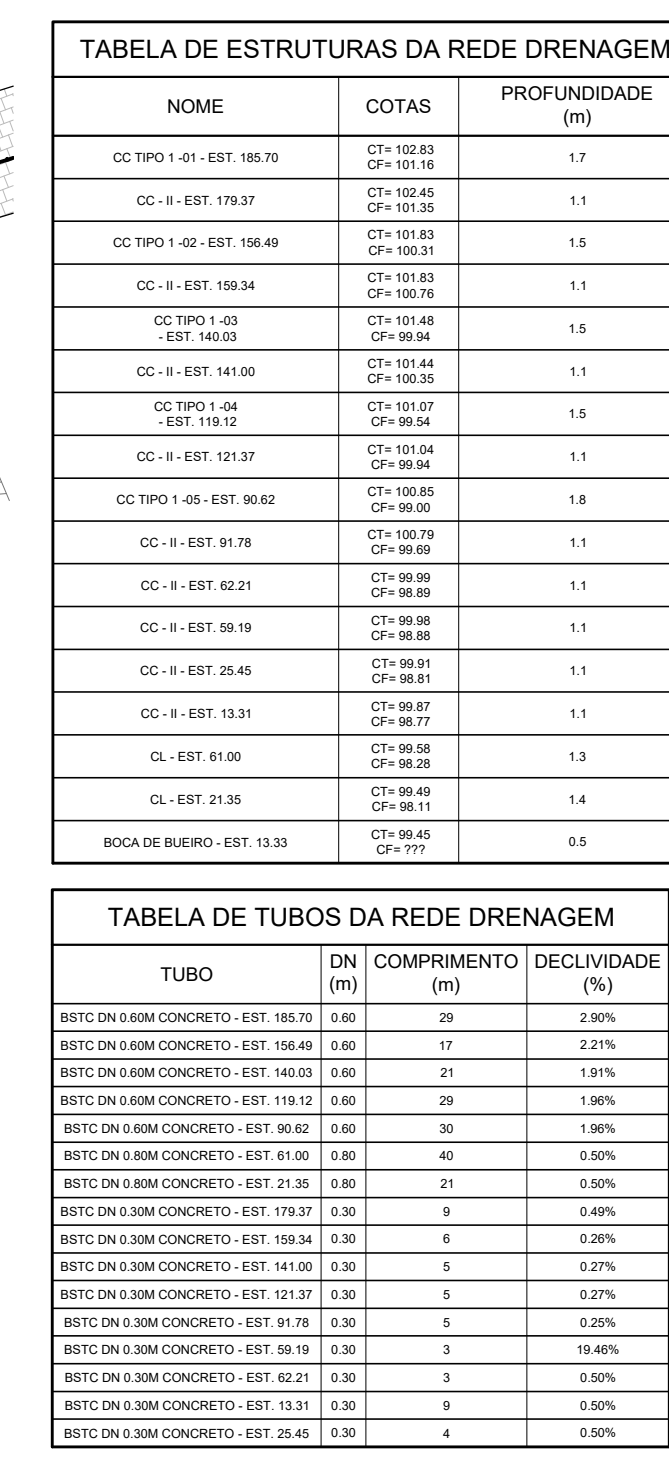 TABELA DE ESTRUTURAS DA REDE DRENAGEM
NOME COTAS PROFUNDIDADE
(m)
CC TIPO 1 -01 - EST. 185.70 CT= 102.83 1.7
CF= 101.16
CC - II - EST. 179.37 CT= 102.45 1.1
CF= 101.35
CC TIPO 1 -02 - EST. 156.49 CT= 101.83 1.5
CF= 100.31
CC - II - EST. 159.34 CT= 101.83 1.1
CF= 100.76
CC TIPO 1 -03 CT= 101.48 1.5
- EST. 140.03 CF= 99.94
CC - II - EST. 141.00 CT= 101.44 1.1
CF= 100.35
CC TIPO 1 -04 CT= 101.07 1.5
- EST. 119.12 CF= 99.54
CC - II - EST. 121.37 CT= 101.04 1.1
CF= 99.94
CC TIPO 1 -05 - EST. 90.62 CT= 100.85 1.8
CF= 99.00
CC - II - EST. 91.78 CT= 100.79 1.1
CF= 99.69
CC - II - EST. 62.21 CT= 99.99 1.1
CF= 98.89
CC - II - EST. 59.19 CT= 99.98 1.1
CF= 98.88
CC - II - EST. 25.45 CT= 99.91 1.1
CF= 98.81
CC - II - EST. 13.31 CT= 99.87 1.1
CF= 98.77
CL - EST. 61.00 CT= 99.58 1.3
CF= 98.28
CL - EST. 21.35 CT= 99.49 1.4
CF= 98.11
BOCA DE BUEIRO - EST. 13.33 CT= 99.45 0.5
CF= ???
TABELA DE TUBOS DA REDE DRENAGEM
TUBO DN COMPRIMENTO DECLIVIDADE
(m) (m) (%)
BSTC DN 0.60M CONCRETO - EST. 185.70 0.60 29 2.90%
BSTC DN 0.60M CONCRETO - EST. 156.49 0.60 17 2.21%
BSTC DN 0.60M CONCRETO - EST. 140.03 0.60 21 1.91%
BSTC DN 0.60M CONCRETO - EST. 119.12 0.60 29 1.96%
BSTC DN 0.60M CONCRETO - EST. 90.62 0.60 30 1.96%
BSTC DN 0.80M CONCRETO - EST. 61.00 0.80 40 0.50%
BSTC DN 0.80M CONCRETO - EST. 21.35 0.80 21 0.50%
BSTC DN 0.30M CONCRETO - EST. 179.37 0.30 9 0.49%
BSTC DN 0.30M CONCRETO - EST. 159.34 0.30 6 0.26%
BSTC DN 0.30M CONCRETO - EST. 141.00 0.30 5 0.27%
BSTC DN 0.30M CONCRETO - EST. 121.37 0.30 5 0.27%
BSTC DN 0.30M CONCRETO - EST. 91.78 0.30 5 0.25%
BSTC DN 0.30M CONCRETO - EST. 59.19 0.30 3 19.46%
BSTC DN 0.30M CONCRETO - EST. 62.21 0.30 3 0.50%
BSTC DN 0.30M CONCRETO - EST. 13.31 0.30 9 0.50%
BSTC DN 0.30M CONCRETO - EST. 25.45 0.30 4 0.50%